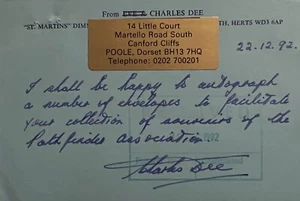 From CHARLES DEE
"ST. MARTINS" DIMM TH, HERTS WD3 6AP
14 Little Court
Martello Road South
Canford Cliffs
POOLE, Dorset BH13 7HQ
Telephone: 0202 700201
22.12.92.
I shall be happy to autograph
a number of envelopes to facilitate
your collection of souvenirs of the
Pathfinder Association.
Charles Dee